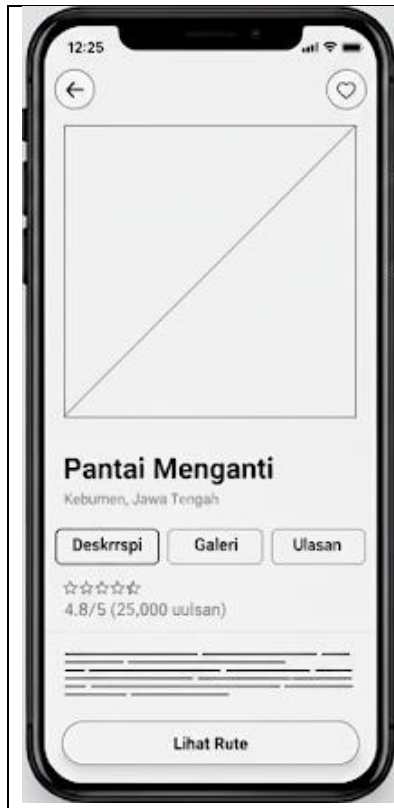 12:25
Pantai Menganti
Kebumen, Jawa Tengah
Deskrrspi Galeri Ulasan
4.8/5 (25,000 uulsan)
Lihat Rute